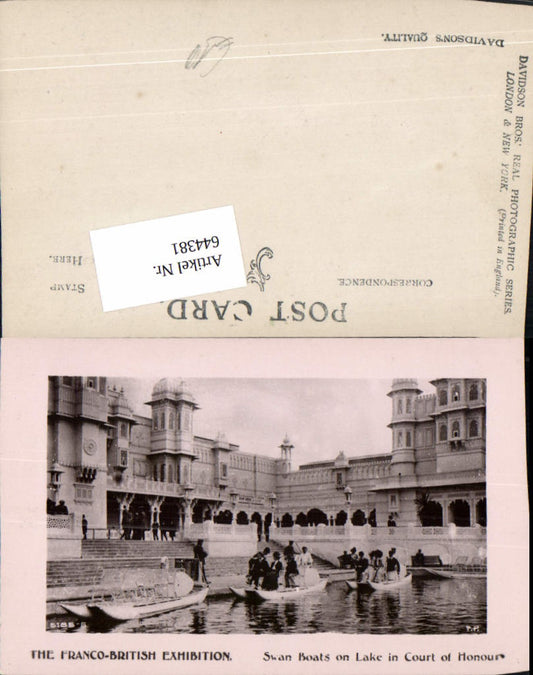 DAVIDSON'S QUALITY.
DAVIDSON BROS.' REAL PHOTOGRAPHIC SERIES.
LONDON & NEW YORK. (Printed in England).
POST CARD
CORRESPONDENCE
STAMP
HERE.
Artikel Nr.
644381
THE FRANCO-BRITISH EXHIBITION. Swan Boats on Lake in Court of Honour